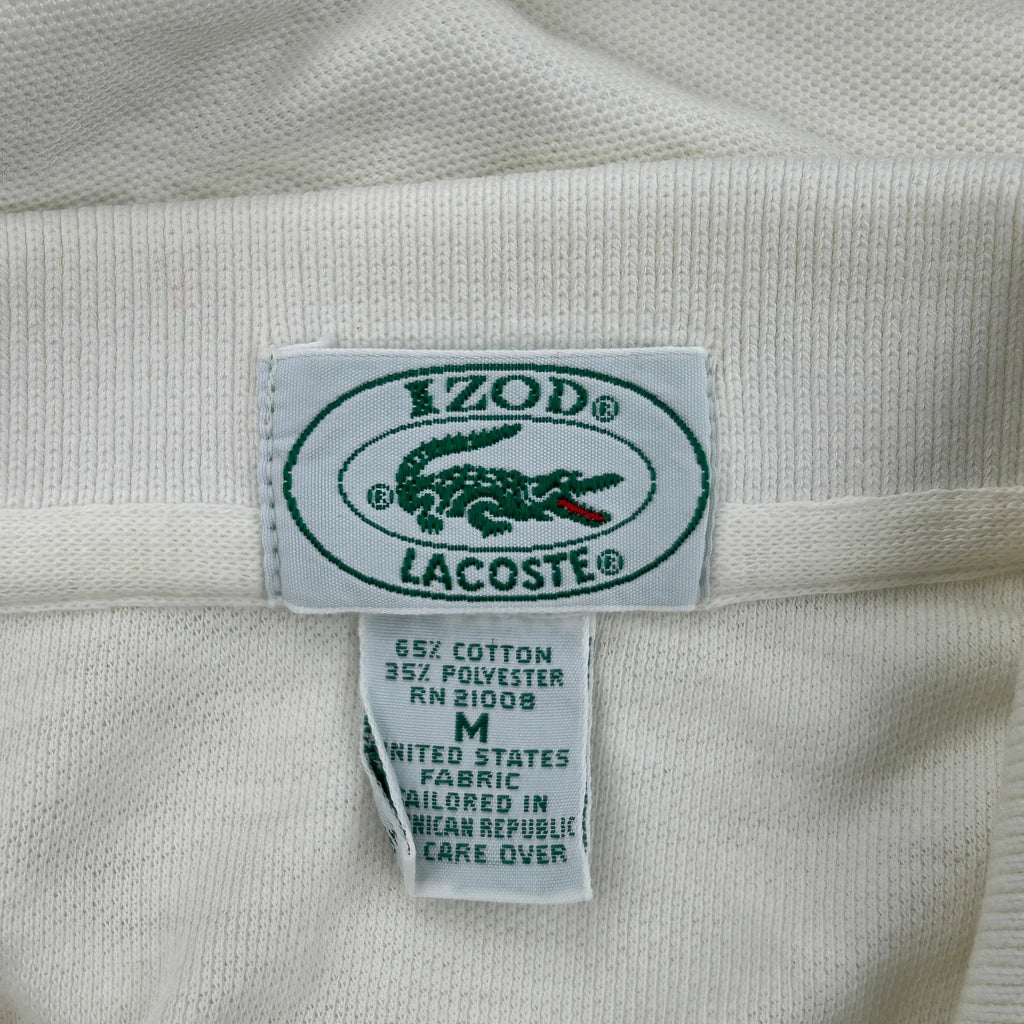 IZOD®
®
LACOSTE®
65% COTTON
35% POLYESTER
RN 21008
M
NITED STATES
FABRIC
AILORED IN
NICAN REPUBLIC
CARE OVER